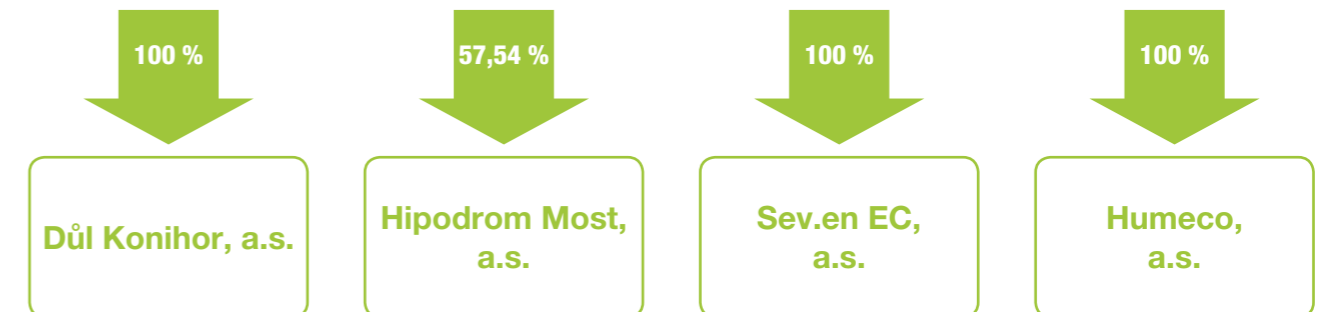 100 %
57,54 %
100 %
100 %
Důl Konihor, a.s.
Hipodrom Most,
a.s.
Sev.en EC,
a.s.
Humeco,
a.s.